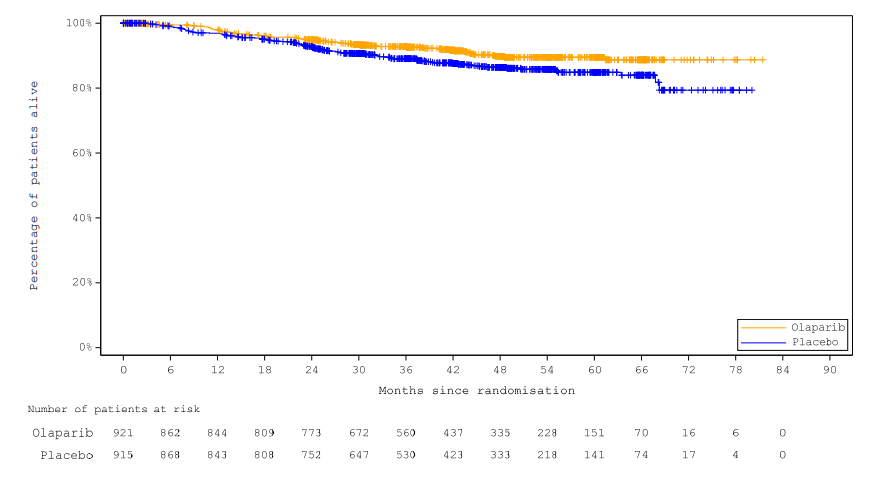 Percentage of patients alive
100%
80%
60%
40%
20%
0%
Olaparib
Placebo
0 6 12 18 24 30 36 42 48 54 60 66 72 78 84 90
Months since randomisation
Number of patients at risk
Olaparib 921 862 844 809 773 672 560 437 335 228 151 70 16 6 0
Placebo 915 868 843 808 752 647 530 423 333 218 141 74 17 4 0